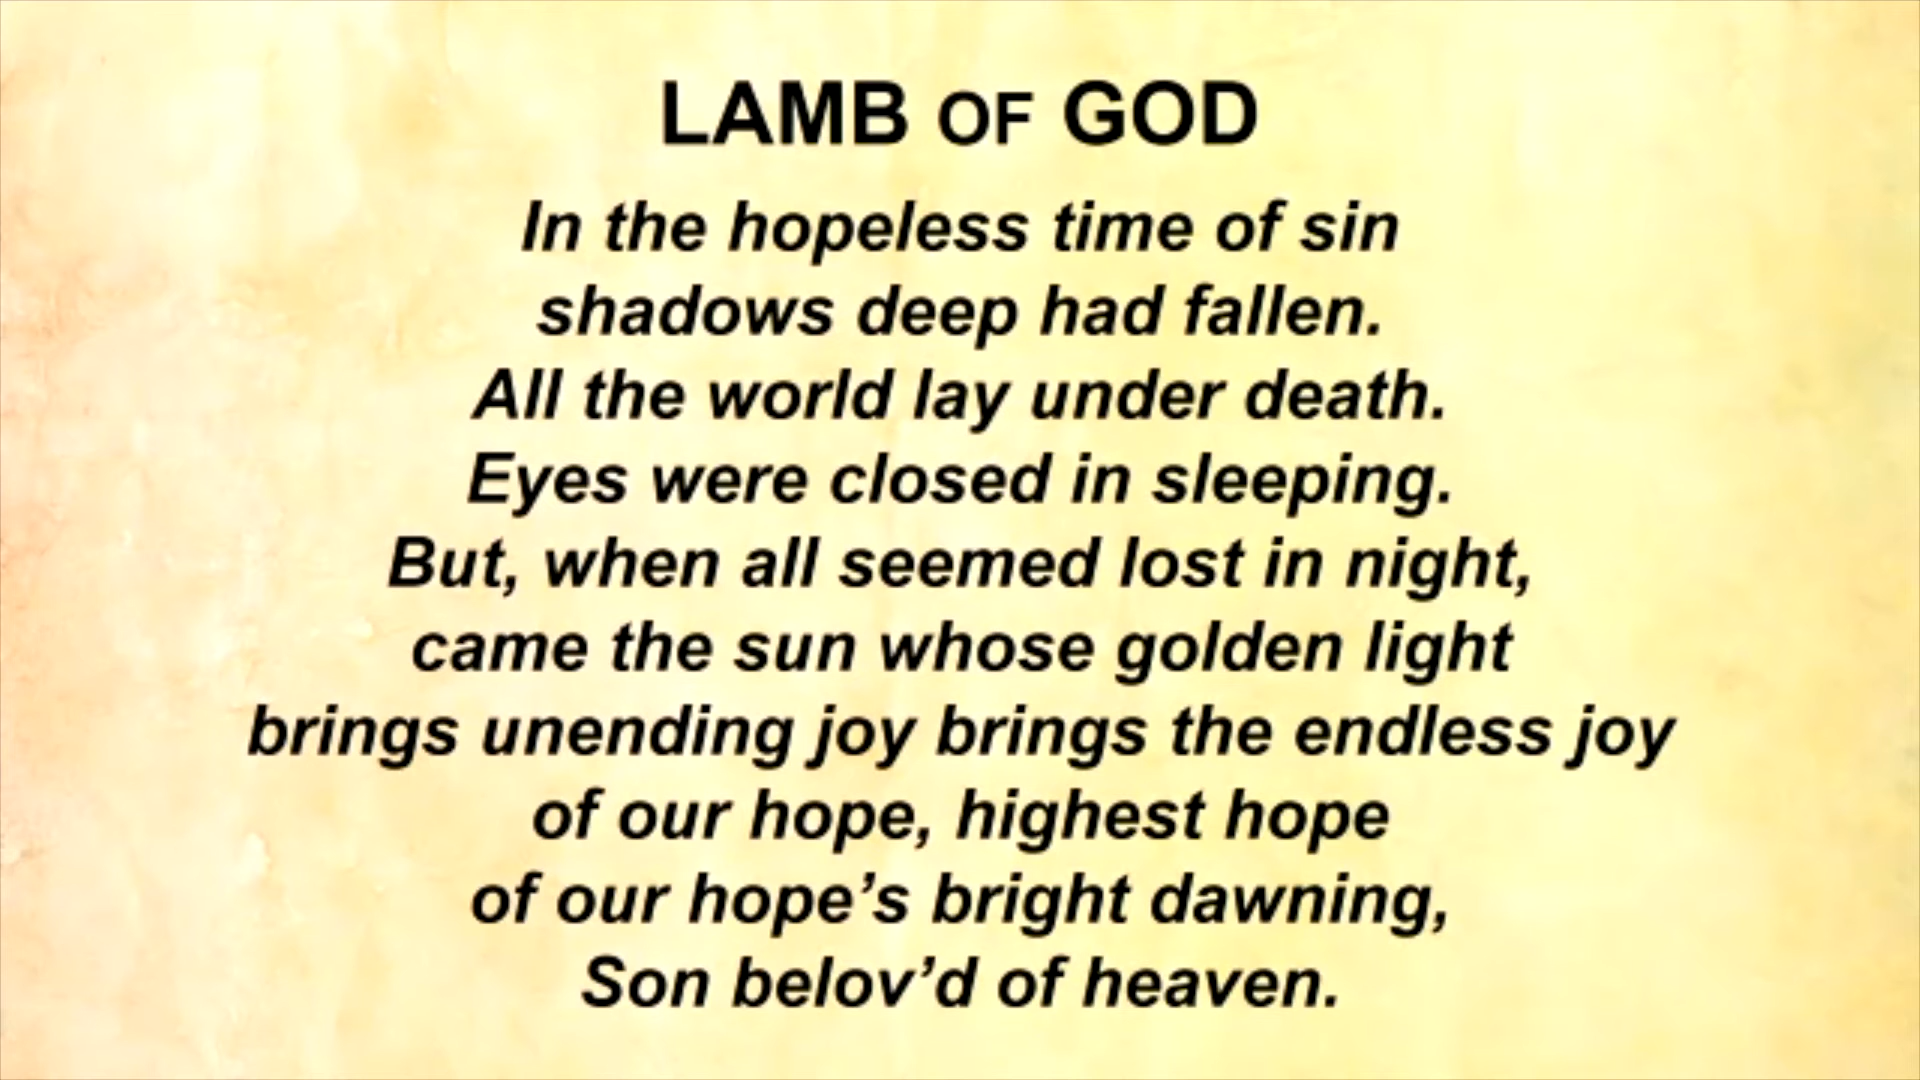 LAMB OF GOD
In the hopeless time of sin
shadows deep had fallen.
All the world lay under death.
Eyes were closed in sleeping.
But, when all seemed lost in night,
came the sun whose golden light
brings unending joy brings the endless joy
of our hope, highest hope
of our hope’s bright dawning,
Son belov’d of heaven.